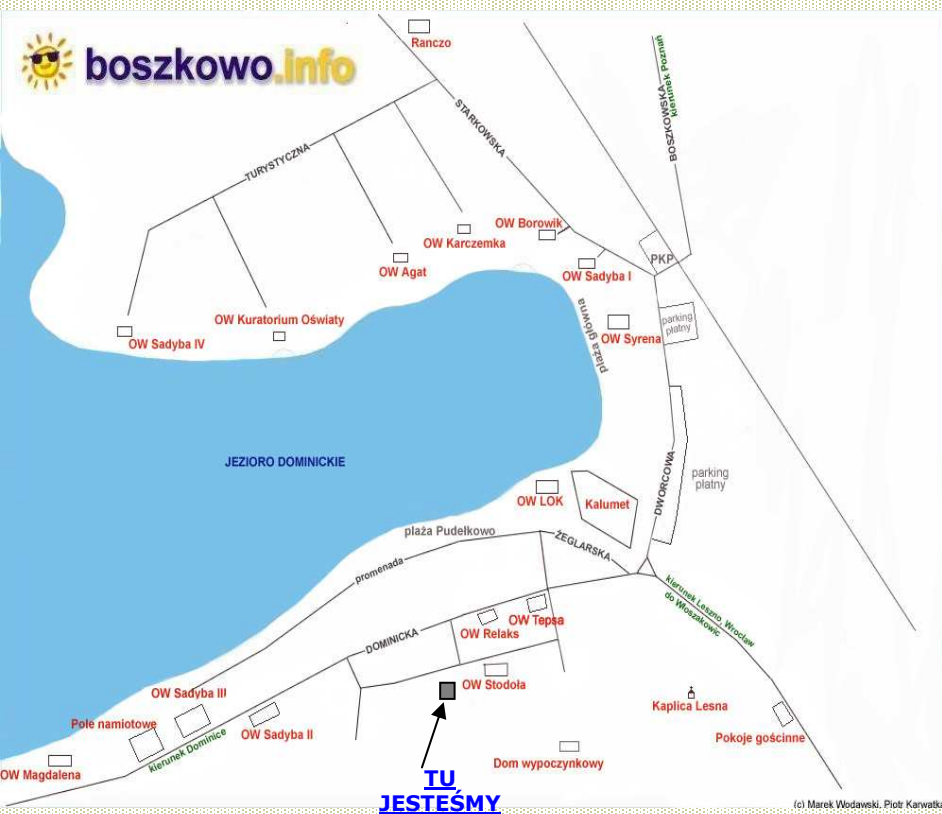 boszkowo.info
Ranczo
kierunek Poznań
BOSZKOWSKA
STARKOWSKA
TURYSTYCZNA
OW Borowik
OW Karczemka
PKP
OW Agat
OW Sadyba I
OW Kuratorium Oświaty
plaża główna
parking
płatny
OW Syrena
OW Sadyba IV
JEZIORO DOMINICKIE
DWORCOWA
parking
płatny
OW LOK
Kalumet
plaża Pudełkowo
ŻEGLARSKA
promenada
kierunek Leszno, Wrocław
do Włoszakowic
OW Tepsa
OW Relaks
DOMINICKA
OW Stodoła
OW Sadyba III
Kaplica Lesna
Pole namiotowe
OW Sadyba II
kierunek Dominice
Pokoje gościnne
Dom wypoczynkowy
OW Magdalena
TU
JESTEŚMY
(c) Marek Wodawski, Piotr Karwatka